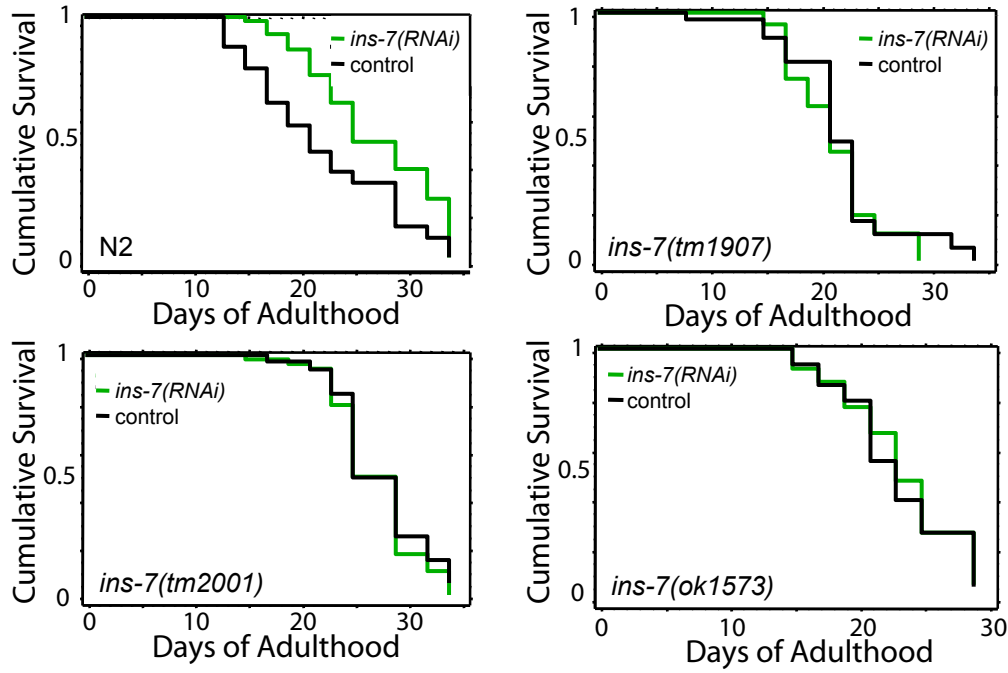 Cumulative Survival
1
0.5
0
ins-7(RNAi)
control
N2
0 10 20 30
Days of Adulthood
Cumulative Survival
1
0.5
0
ins-7(RNAi)
control
ins-7(tm1907)
0 10 20 30
Days of Adulthood
Cumulative Survival
1
0.5
0
ins-7(RNAi)
control
ins-7(tm2001)
0 10 20 30
Days of Adulthood
Cumulative Survival
1
0.5
0
ins-7(RNAi)
control
ins-7(ok1573)
0 5 10 15 20 25 30
Days of Adulthood